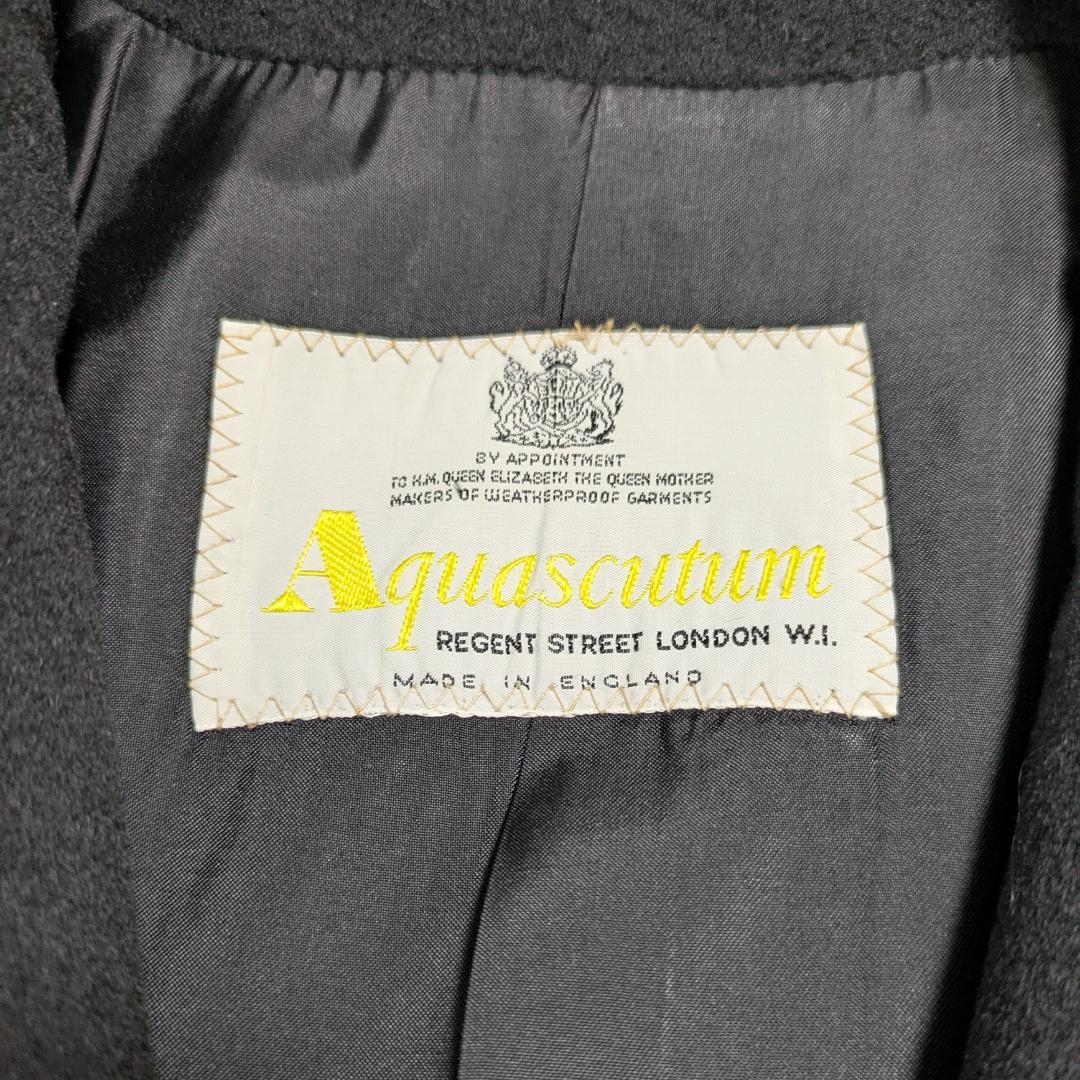 BY APPOINTMENT
TO H.M. QUEEN ELIZABETH THE QUEEN MOTHER
MAKERS OF WEATHERPROOF GARMENTS
Aquascutum
REGENT STREET LONDON W.1.
MADE IN ENGLAND